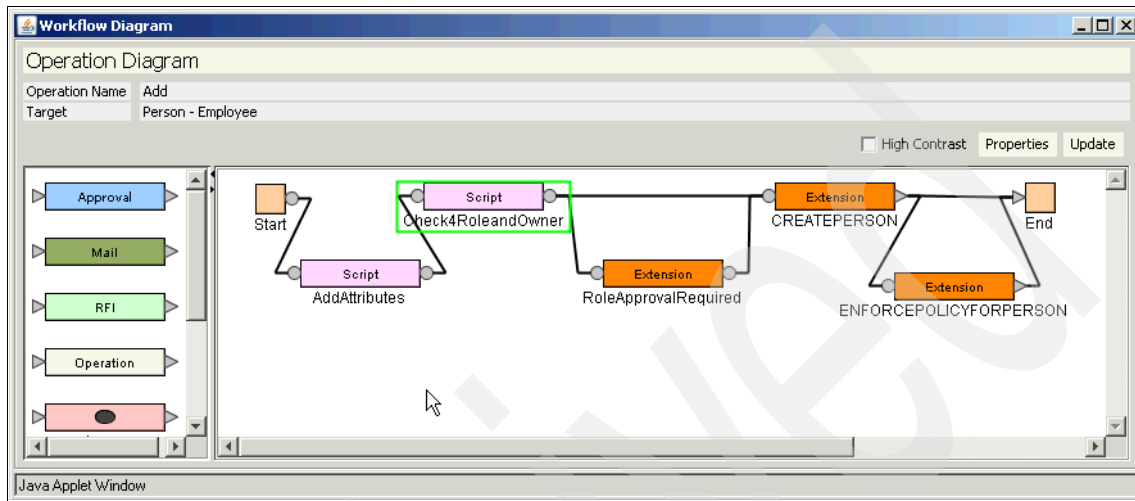 Workflow Diagram
Operation Diagram
Operation Name Add
Target Person - Employee
High Contrast Properties Update
Approval
Mail
RFI
Operation
Start
Script
AddAttributes
Script
Check4RoleandOwner
Extension
RoleApprovalRequired
Extension
CREATEPERSON
Extension
ENFORCEPOLICYFORPERSON
End
Java Applet Window